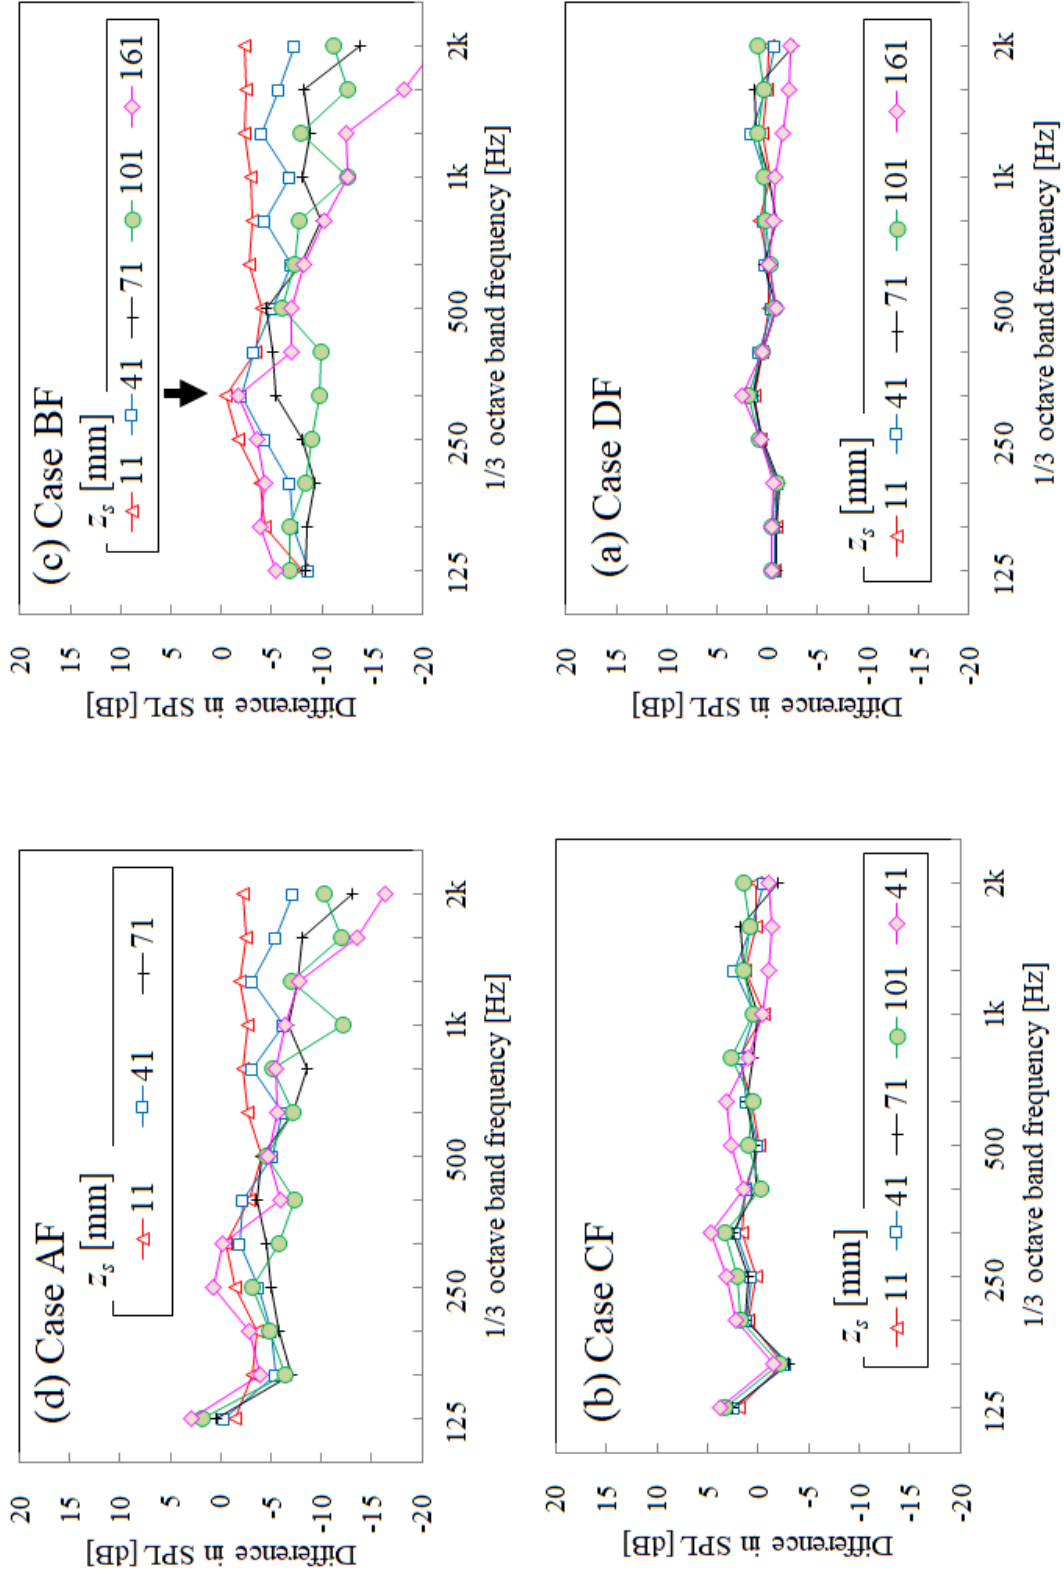 (d) Case AF
z_s [mm]
11 41 71
20
15
10
5
0
-5
-10
-15
-20
Difference in SPL [dB]
125 250 500 1k 2k
1/3 octave band frequency [Hz]
(c) Case BF
z_s [mm]
11 41 71 101 161
20
15
10
5
0
-5
-10
-15
-20
Difference in SPL [dB]
125 250 500 1k 2k
1/3 octave band frequency [Hz]
(b) Case CF
20
15
10
5
0
-5
-10
-15
-20
Difference in SPL [dB]
z_s [mm]
11 41 71 101 41
125 250 500 1k 2k
1/3 octave band frequency [Hz]
(a) Case DF
20
15
10
5
0
-5
-10
-15
-20
Difference in SPL [dB]
z_s [mm]
11 41 71 101 161
125 250 500 1k 2k
1/3 octave band frequency [Hz]